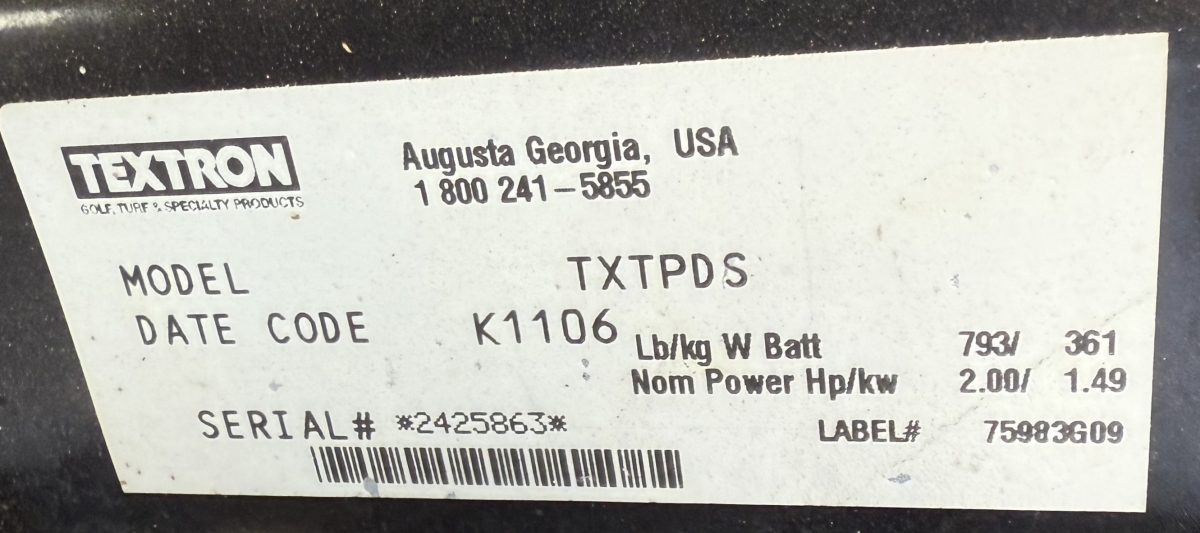 TEXTRON
GOLF, TURF & SPECIALTY PRODUCTS
Augusta Georgia, USA
1 800 241-5855
MODEL TXTPDS
DATE CODE K1106
Lb/kg W Batt 793/ 361
Nom Power Hp/kw 2.00/ 1.49
SERIAL# *2425863*
LABEL# 75983G09